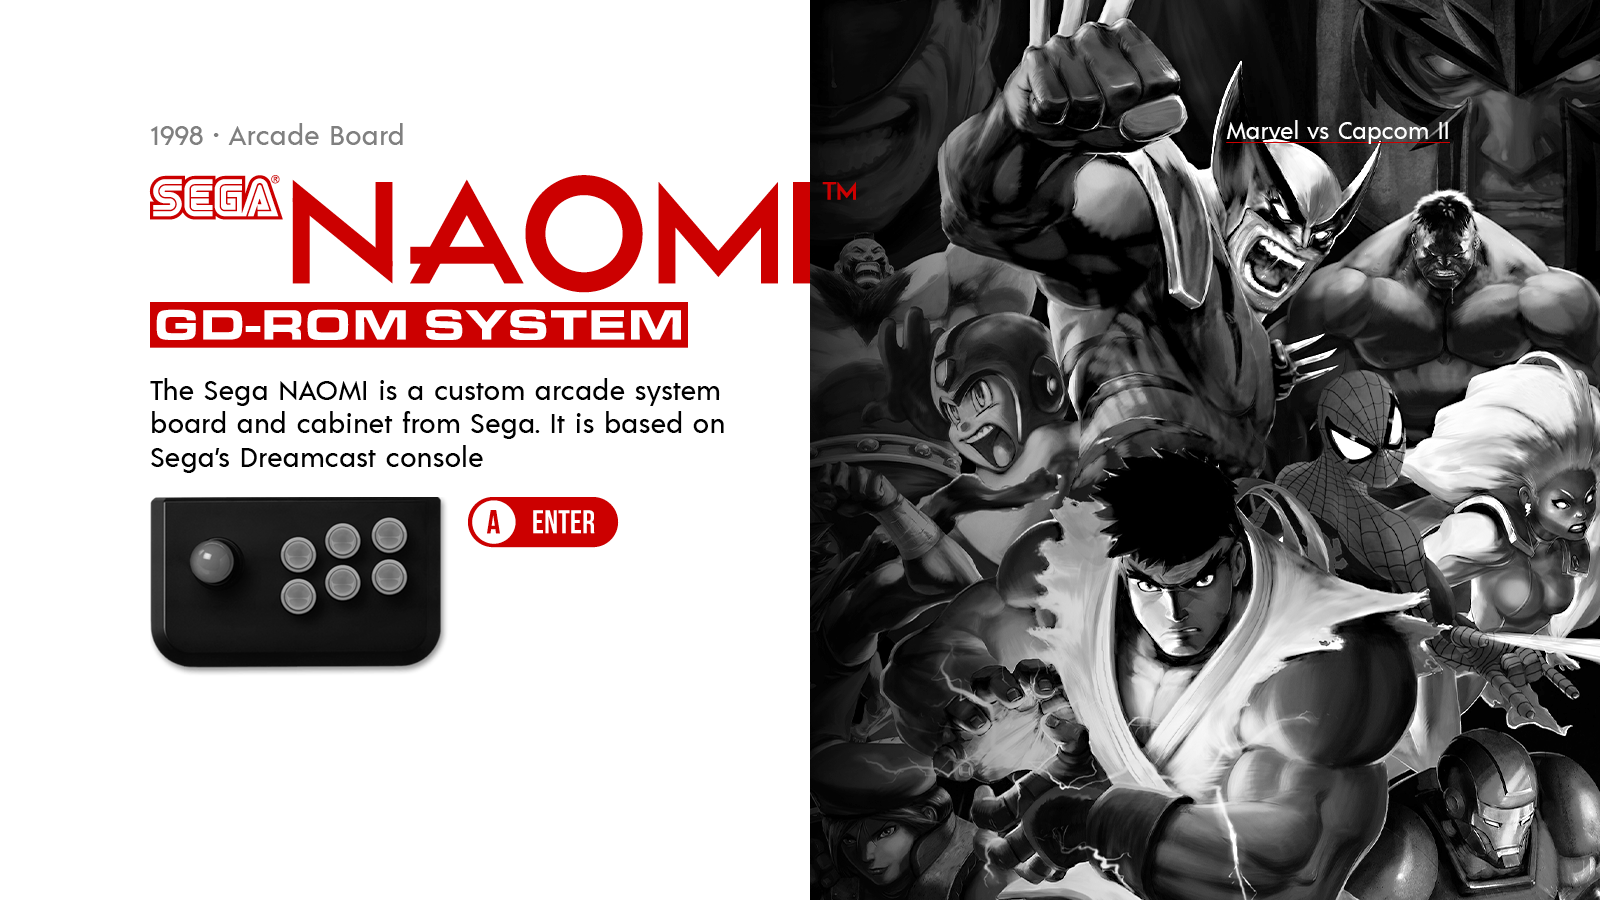 1998 · Arcade Board
SEGA®
NAOMI™
GD-ROM SYSTEM
The Sega NAOMI is a custom arcade system
board and cabinet from Sega. It is based on
Sega's Dreamcast console
A ENTER
Marvel vs Capcom II